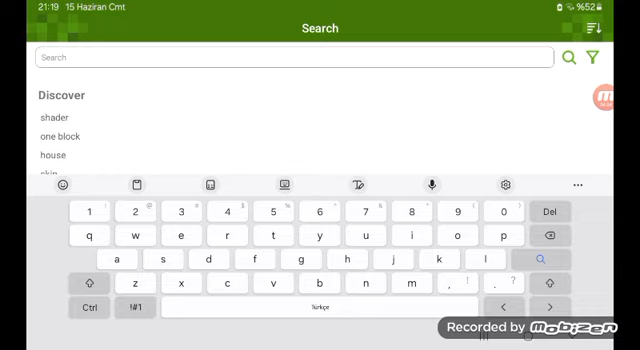 21:19 15 Haziran Cmt %52
Search
Search
Discover
shader
one block
house
skin
1 ! 2 @ 3 # 4 $ 5 % 6 ^ 7 & 8 * 9 ( 0 ) Del
q w e r t y u i o p
a s d f g h j k l
z x c v b n m , ! . ?
Ctrl !#1 Türkçe < >
Recorded by mobizen